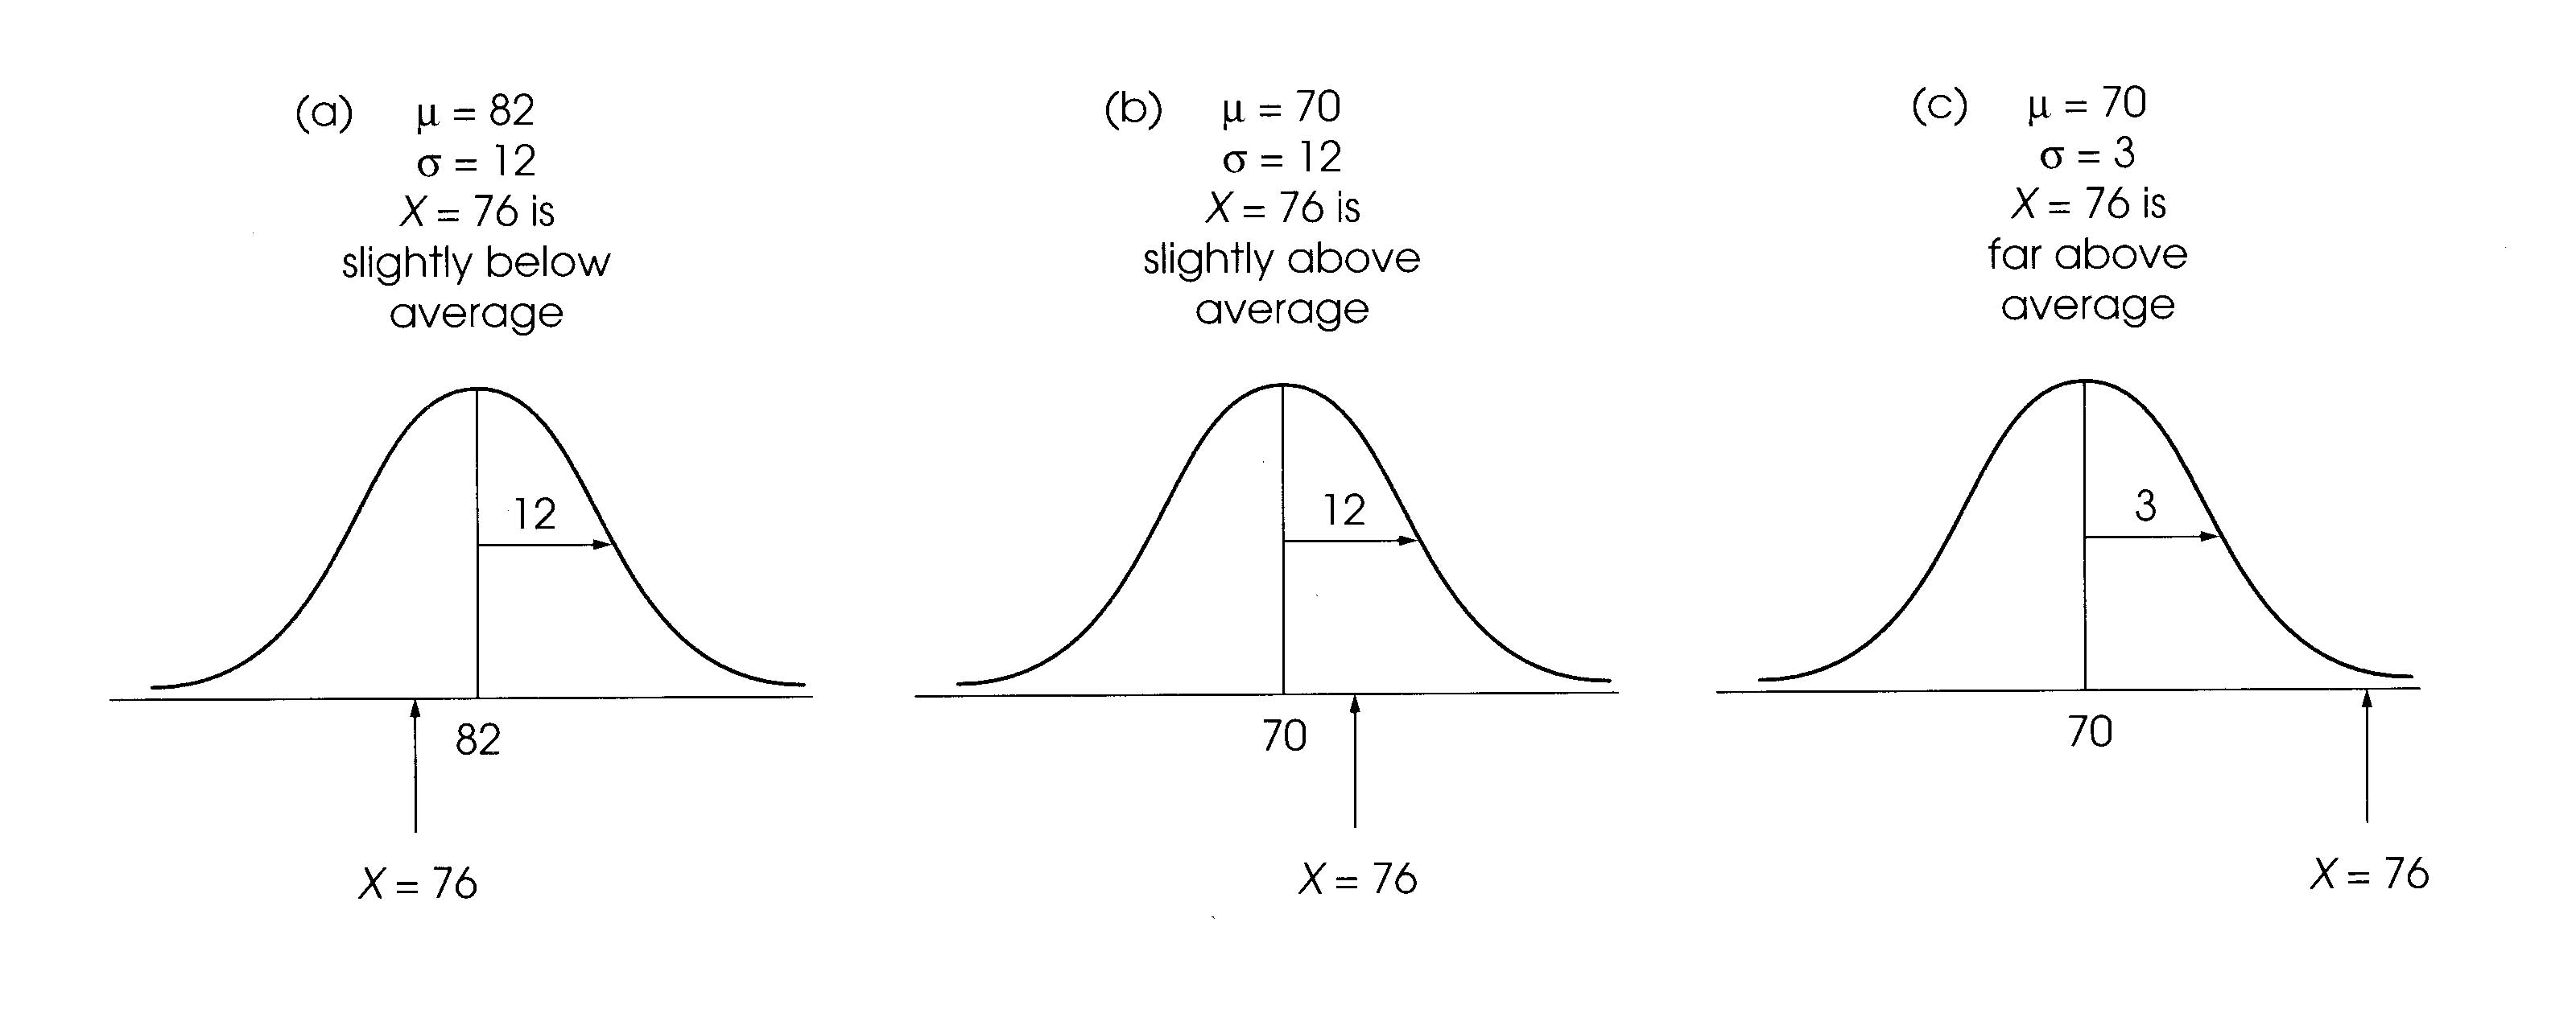 (a) μ = 82
σ = 12
X = 76 is
slightly below
average
12
82
X = 76
(b) μ = 70
σ = 12
X = 76 is
slightly above
average
12
70
X = 76
(c) μ = 70
σ = 3
X = 76 is
far above
average
3
70
X = 76